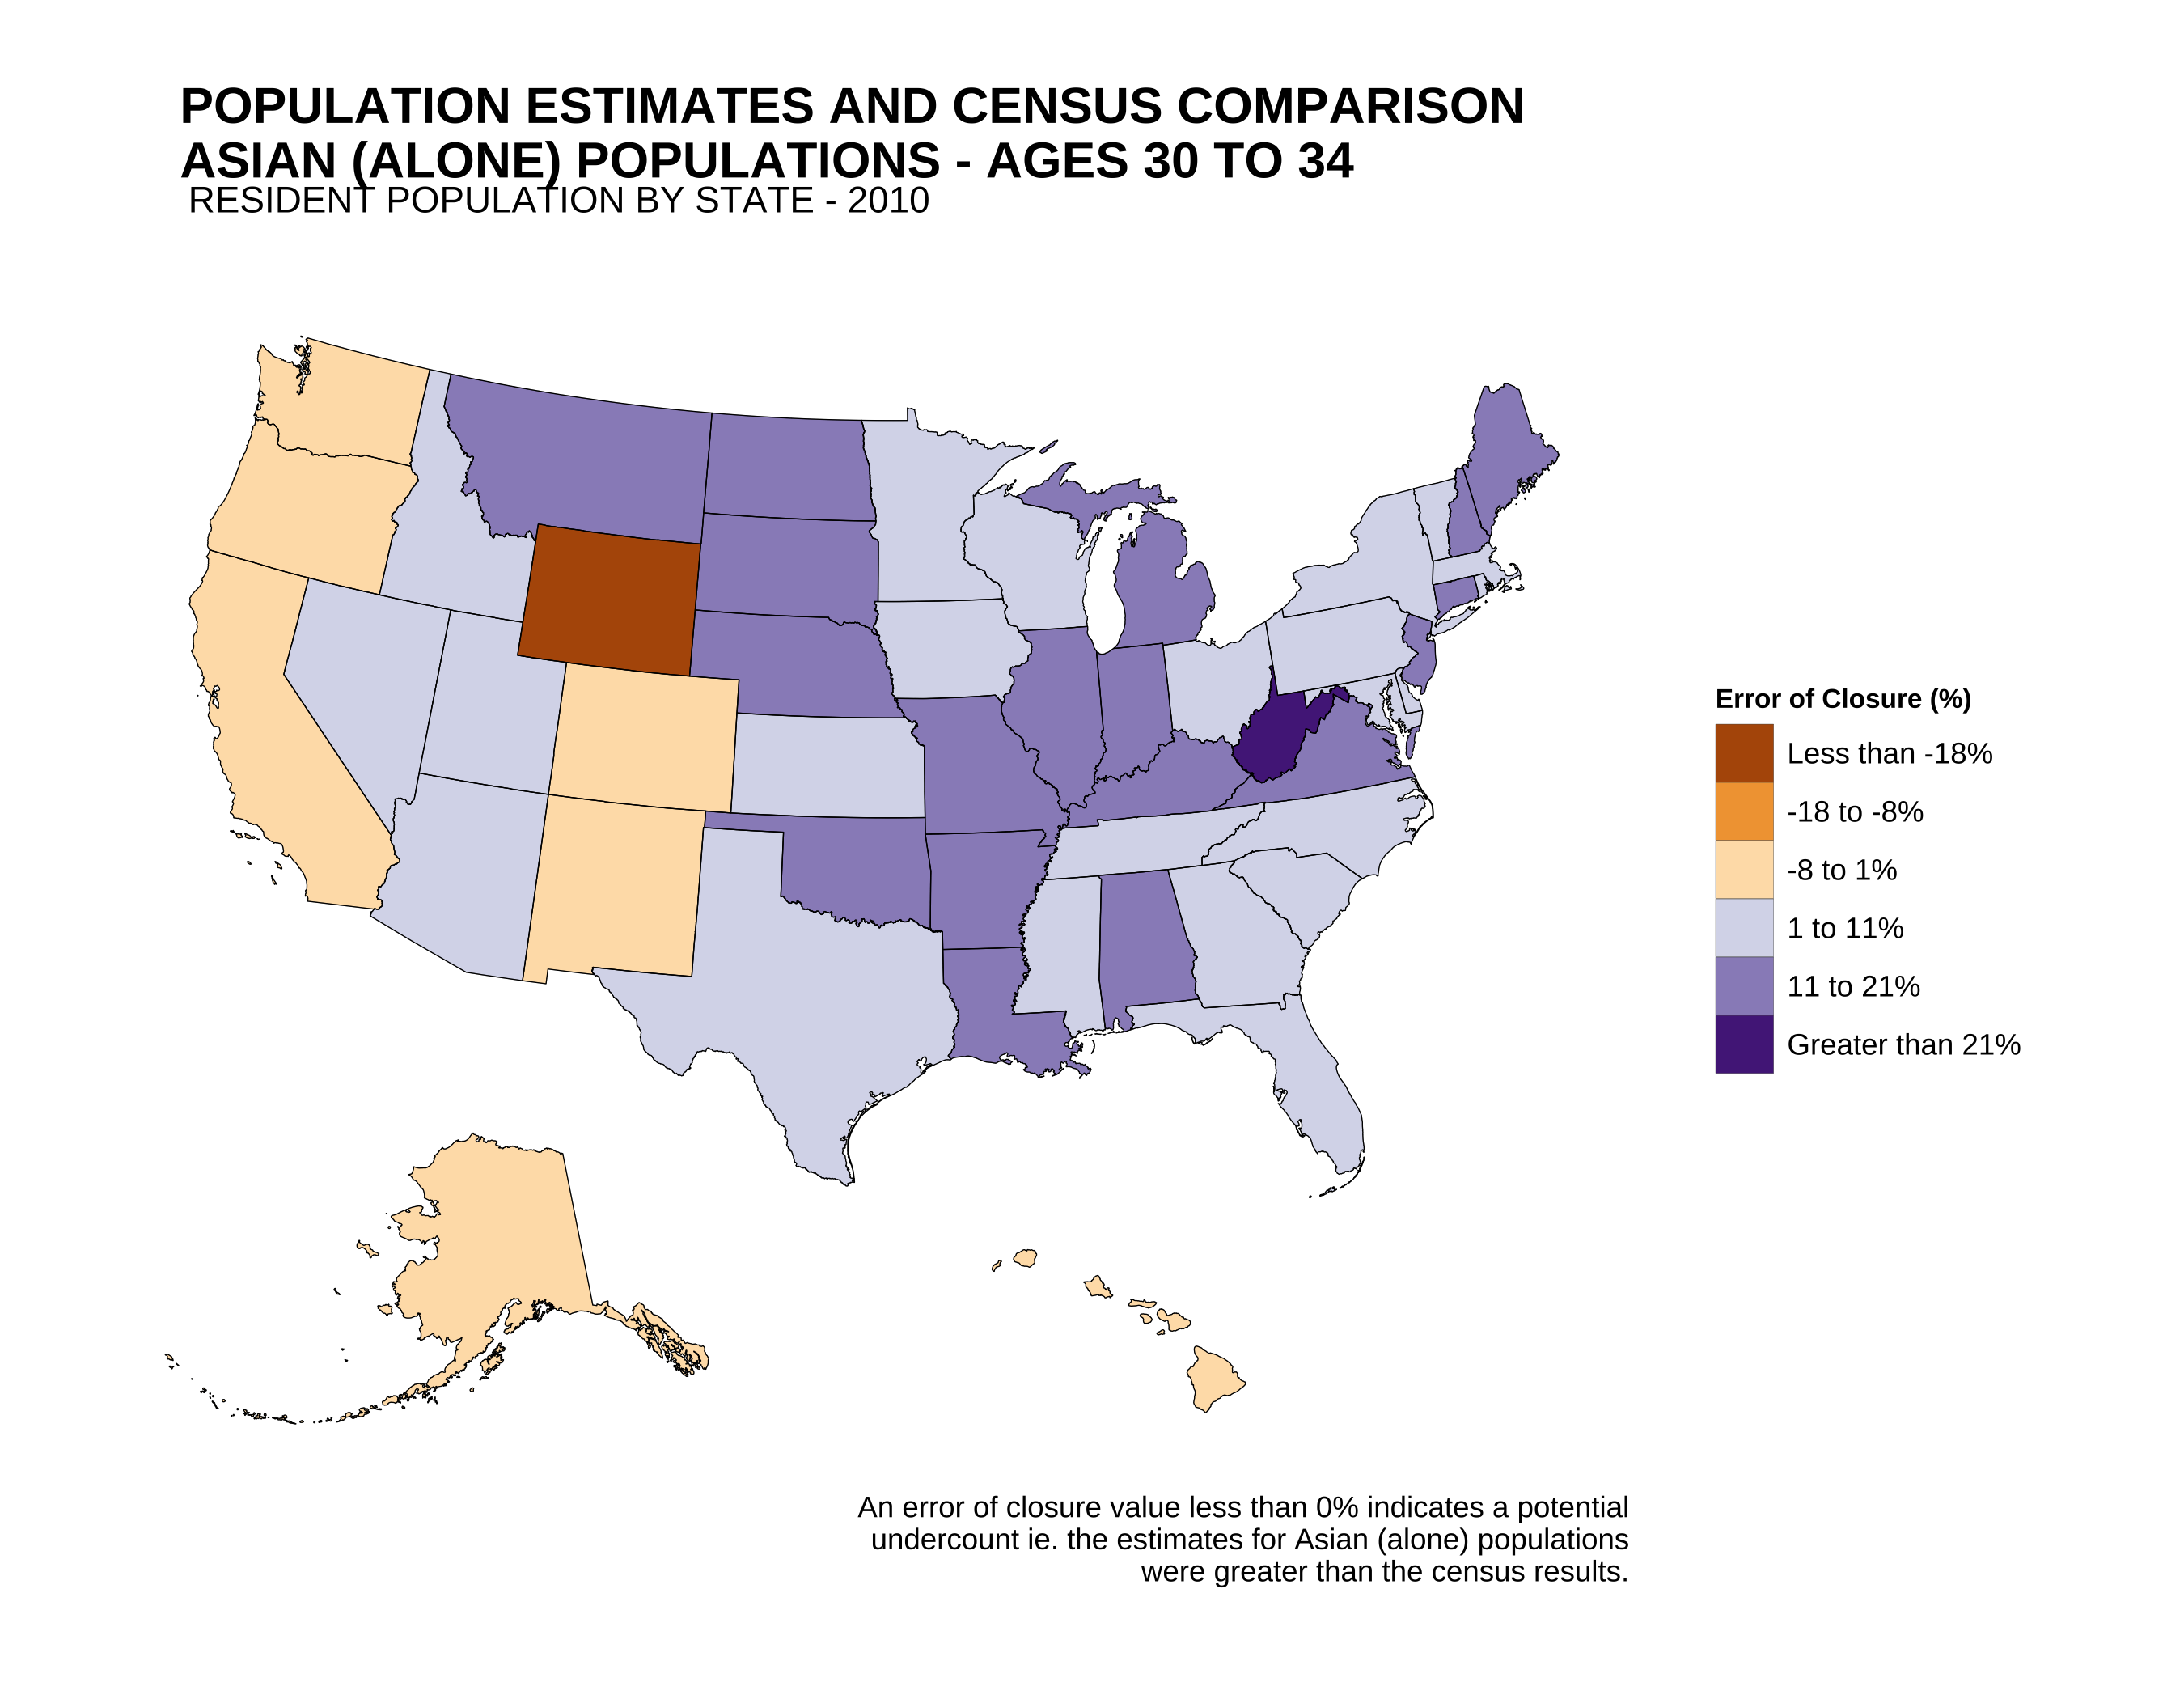 POPULATION ESTIMATES AND CENSUS COMPARISON
ASIAN (ALONE) POPULATIONS - AGES 30 TO 34
RESIDENT POPULATION BY STATE - 2010
Error of Closure (%)
Less than -18%
-18 to -8%
-8 to 1%
1 to 11%
11 to 21%
Greater than 21%
An error of closure value less than 0% indicates a potential
undercount ie. the estimates for Asian (alone) populations
were greater than the census results.